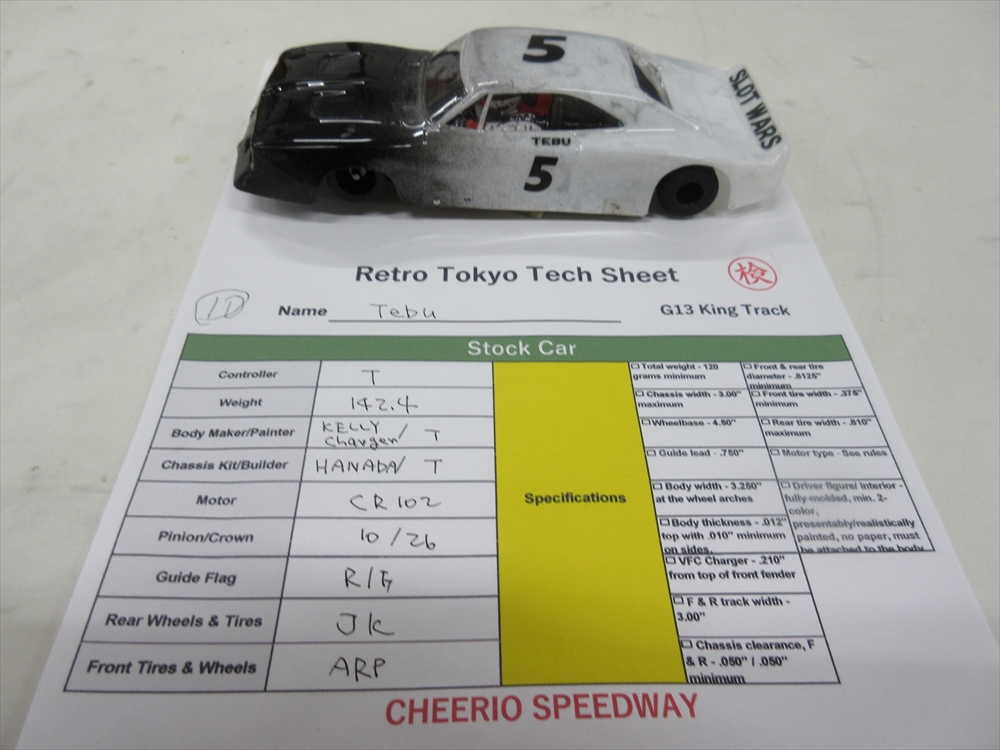 5
SLOT WARS
TEBU
5
Retro Tokyo Tech Sheet
検
10
Name Tebu
G13 King Track
Stock Car
Controller T
Weight 142.4
Body Maker/Painter KELLY Charger/ T
Chassis Kit/Builder HANADA/ T
Motor CR102
Pinion/Crown 10/26
Guide Flag R/G
Rear Wheels & Tires JK
Front Tires & Wheels ARP
Specifications
Total weight - 120
grams minimum
Front & rear tire
diameter - .8125"
minimum
Chassis width - 3.00"
maximum
Front tire width - .375"
minimum
Wheelbase - 4.50"
Rear tire width - .810"
maximum
Guide lead - .750"
Motor type - See rules
Body width - 3.250"
at the wheel arches
Driver figure/ interior -
fully-molded, min. 2-
color,
presentably/realistically
painted, no paper, must
be attached to the body
Body thickness - .012"
top with .010" minimum
on sides.
VFC Charger - .210"
from top of front fender
F & R track width -
3.00"
Chassis clearance, F
& R - .050" / .050"
minimum
CHEERIO SPEEDWAY